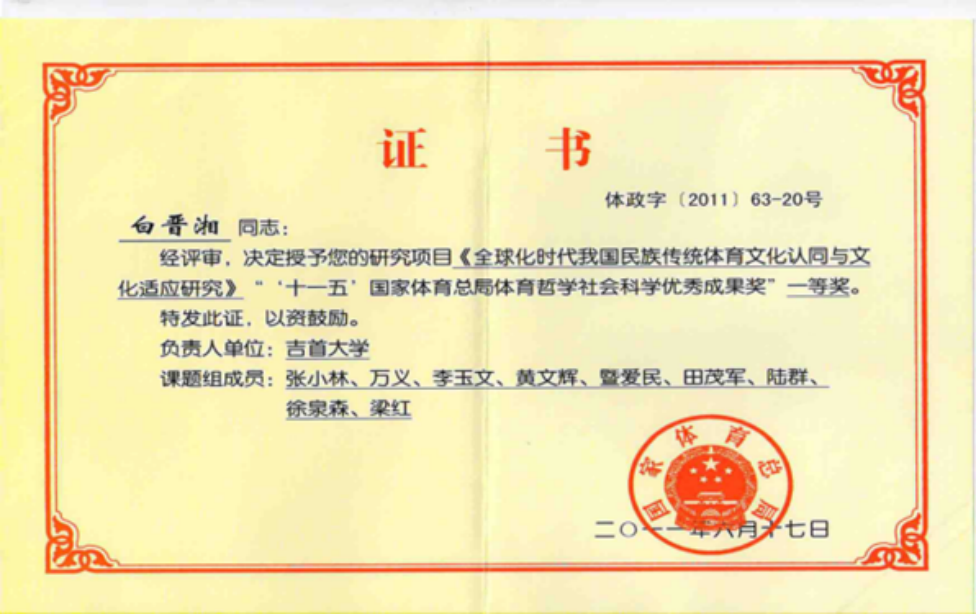 证 书
体政字〔2011〕63-20号
白晋湘 同志：
经评审，决定授予您的研究项目《全球化时代我国民族传统体育文化认同与文
化适应研究》“‘十一五’国家体育总局体育哲学社会科学优秀成果奖”一等奖。
特发此证，以资鼓励。
负责人单位：吉首大学
课题组成员：张小林、万义、李玉文、黄文辉、暨爱民、田茂军、陆群、
徐泉森、梁红
国家体育总局
二〇一一年六月十七日